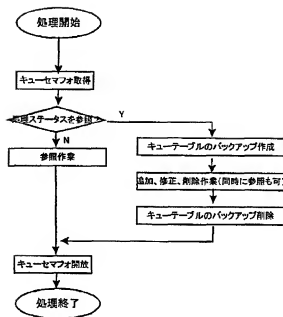 処理開始
キューセマフォ取得
処理ステータスを参照
Y
N
参照作業
キューテーブルのバックアップ作成
追加、修正、削除作業(同時に参照も可)
キューテーブルのバックアップ削除
キューセマフォ開放
処理終了